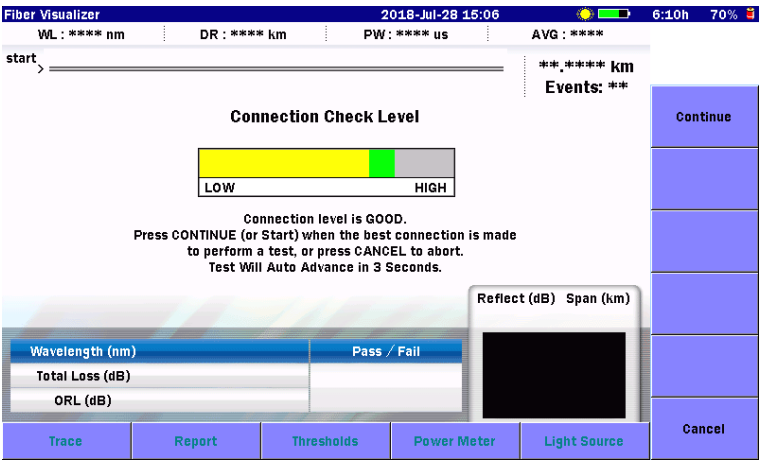 Fiber Visualizer 2018-Jul-28 15:06 6:10h 70%
WL : **** nm DR : **** km PW : **** us AVG : ****
start
> **.**** km
Events: **
Continue
Connection Check Level
LOW HIGH
Connection level is GOOD.
Press CONTINUE (or Start) when the best connection is made
to perform a test, or press CANCEL to abort.
Test Will Auto Advance in 3 Seconds.
Reflect (dB) Span (km)
Wavelength (nm) Pass / Fail
Total Loss (dB)
ORL (dB)
Cancel
Trace Report Thresholds Power Meter Light Source